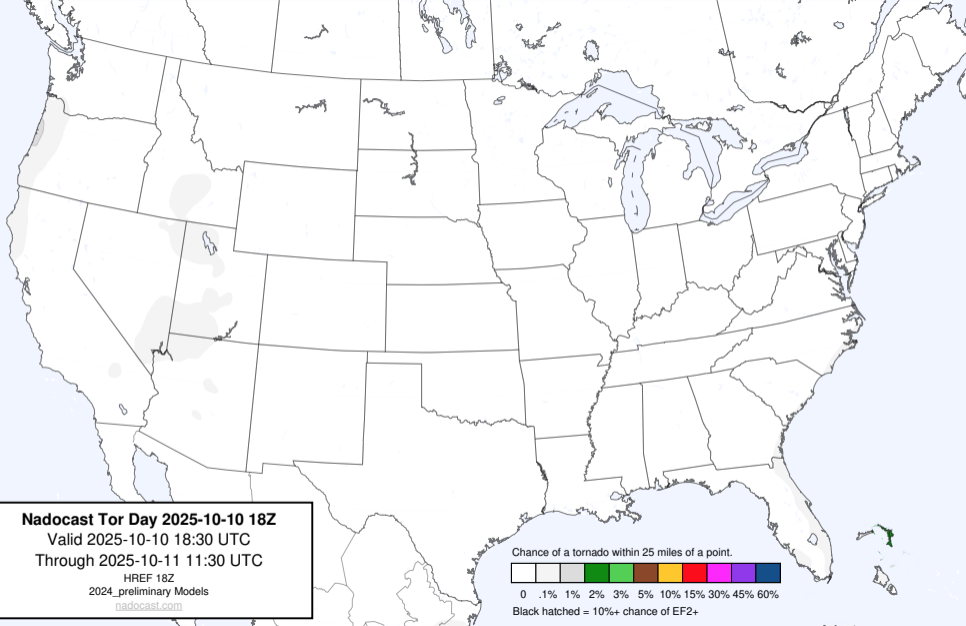 Nadocast Tor Day 2025-10-10 18Z
Valid 2025-10-10 18:30 UTC
Through 2025-10-11 11:30 UTC
HREF 18Z
2024_preliminary Models
nadocast.com
Chance of a tornado within 25 miles of a point.
0 .1% 1% 2% 3% 5% 10% 15% 30% 45% 60%
Black hatched = 10%+ chance of EF2+